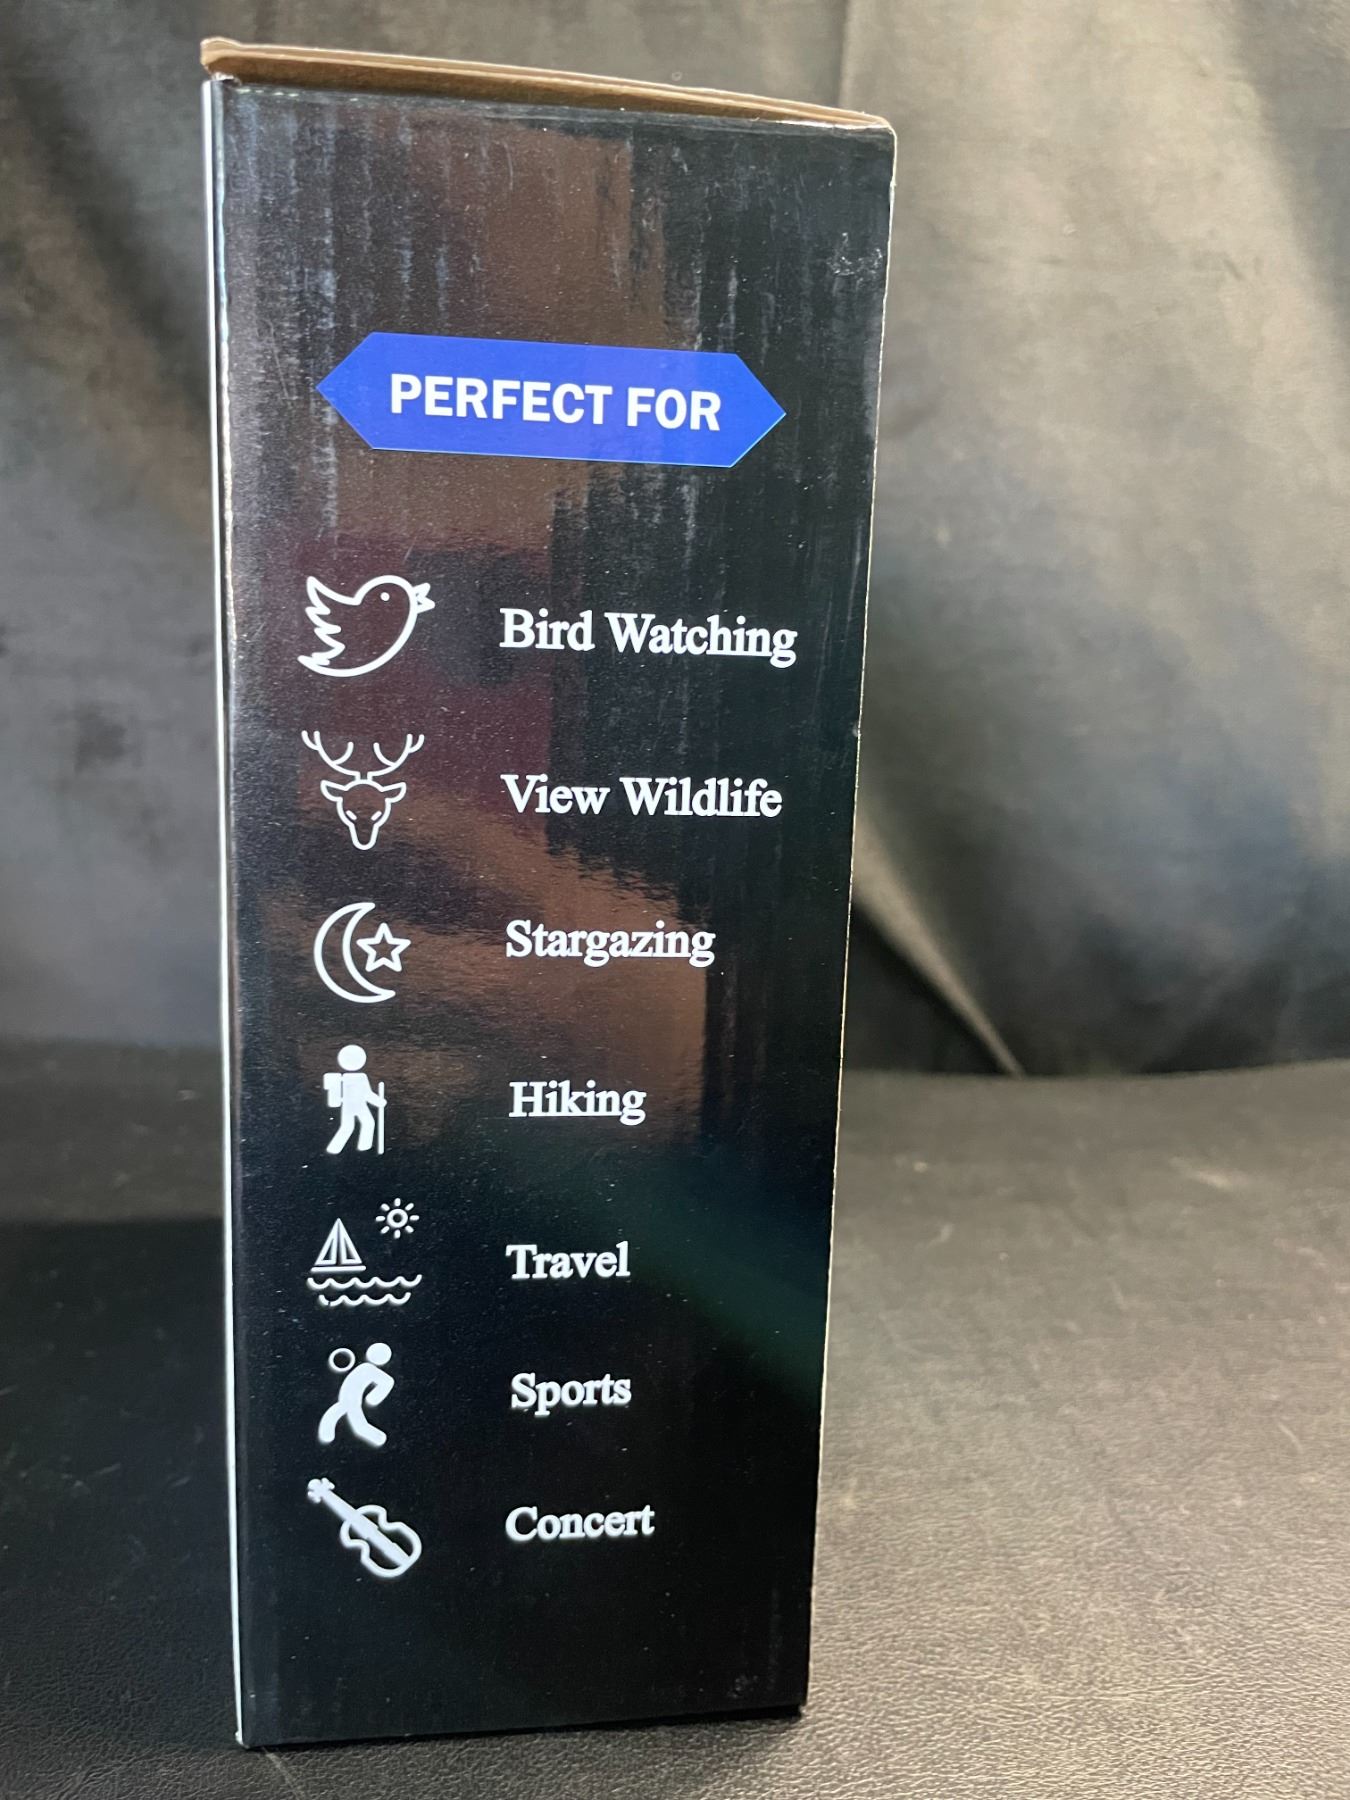 PERFECT FOR
Bird Watching
View Wildlife
Stargazing
Hiking
Travel
Sports
Concert